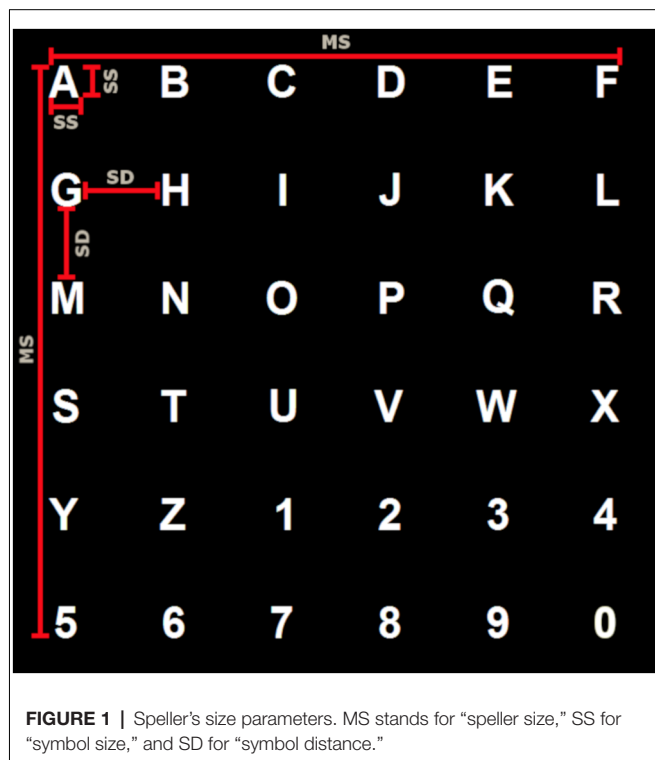 MS
A SS B C D E F
SS
G SD H I J K L
SD
M N O P Q R
MS
S T U V W X
Y Z 1 2 3 4
5 6 7 8 9 0
FIGURE 1 | Speller's size parameters. MS stands for “speller size,” SS for
“symbol size,” and SD for “symbol distance.”